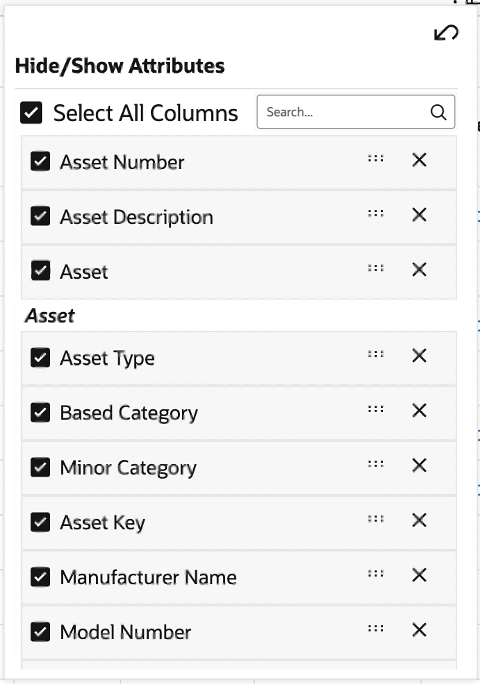 Hide/Show Attributes
Select All Columns
Search...
Asset Number
Asset Description
Asset
Asset
Asset Type
Based Category
Minor Category
Asset Key
Manufacturer Name
Model Number